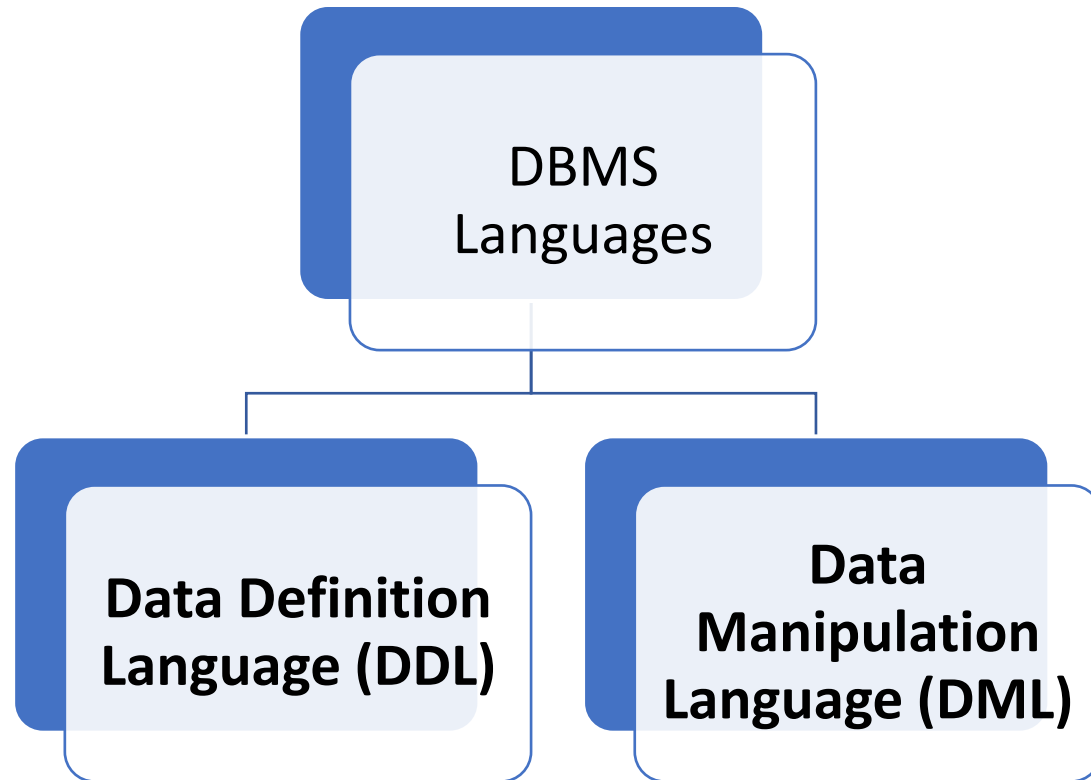 DBMS
Languages
Data Definition
Language (DDL)
Data
Manipulation
Language (DML)